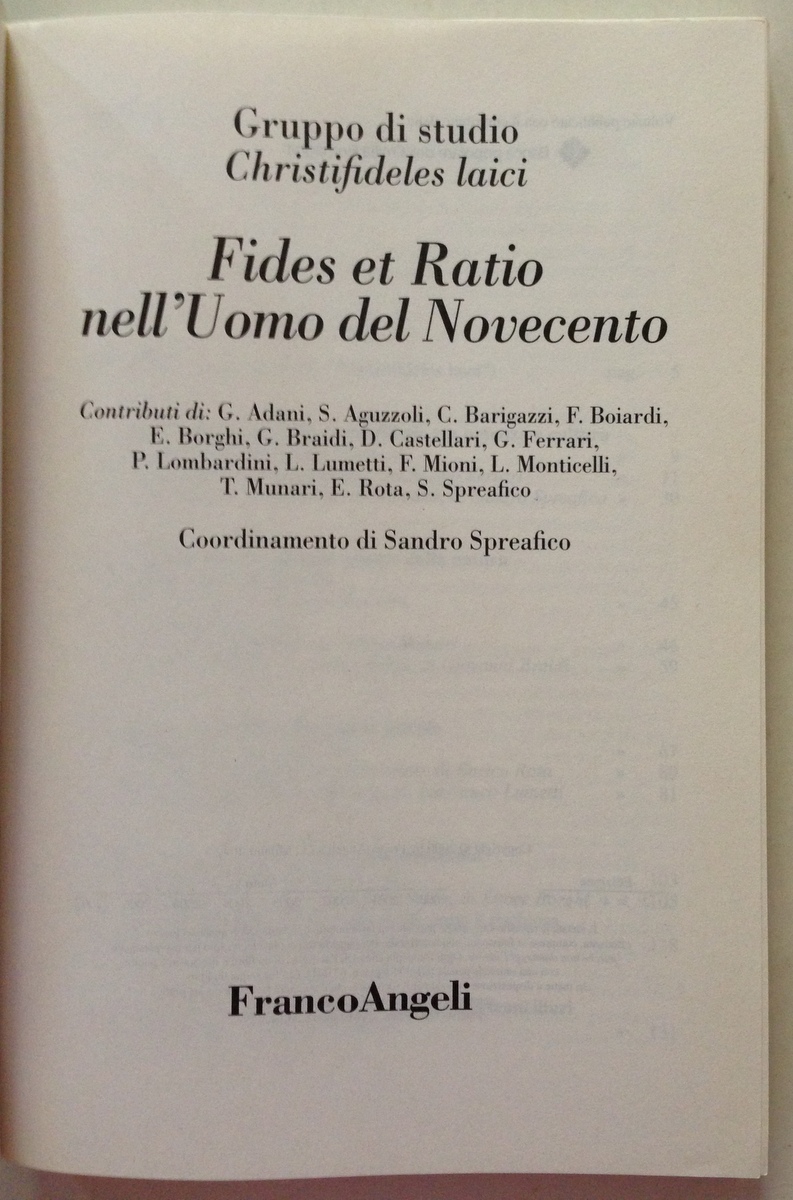 Gruppo di studio
Christifideles laici
Fides et Ratio
nell'Uomo del Novecento
Contributi di: G. Adani, S. Aguzzoli, C. Barigazzi, F. Boiardi,
E. Borghi, G. Braidi, D. Castellari, G. Ferrari,
P. Lombardini, L. Lumetti, F. Mioni, L. Monticelli,
T. Munari, E. Rota, S. Spreafico
Coordinamento di Sandro Spreafico
FrancoAngeli